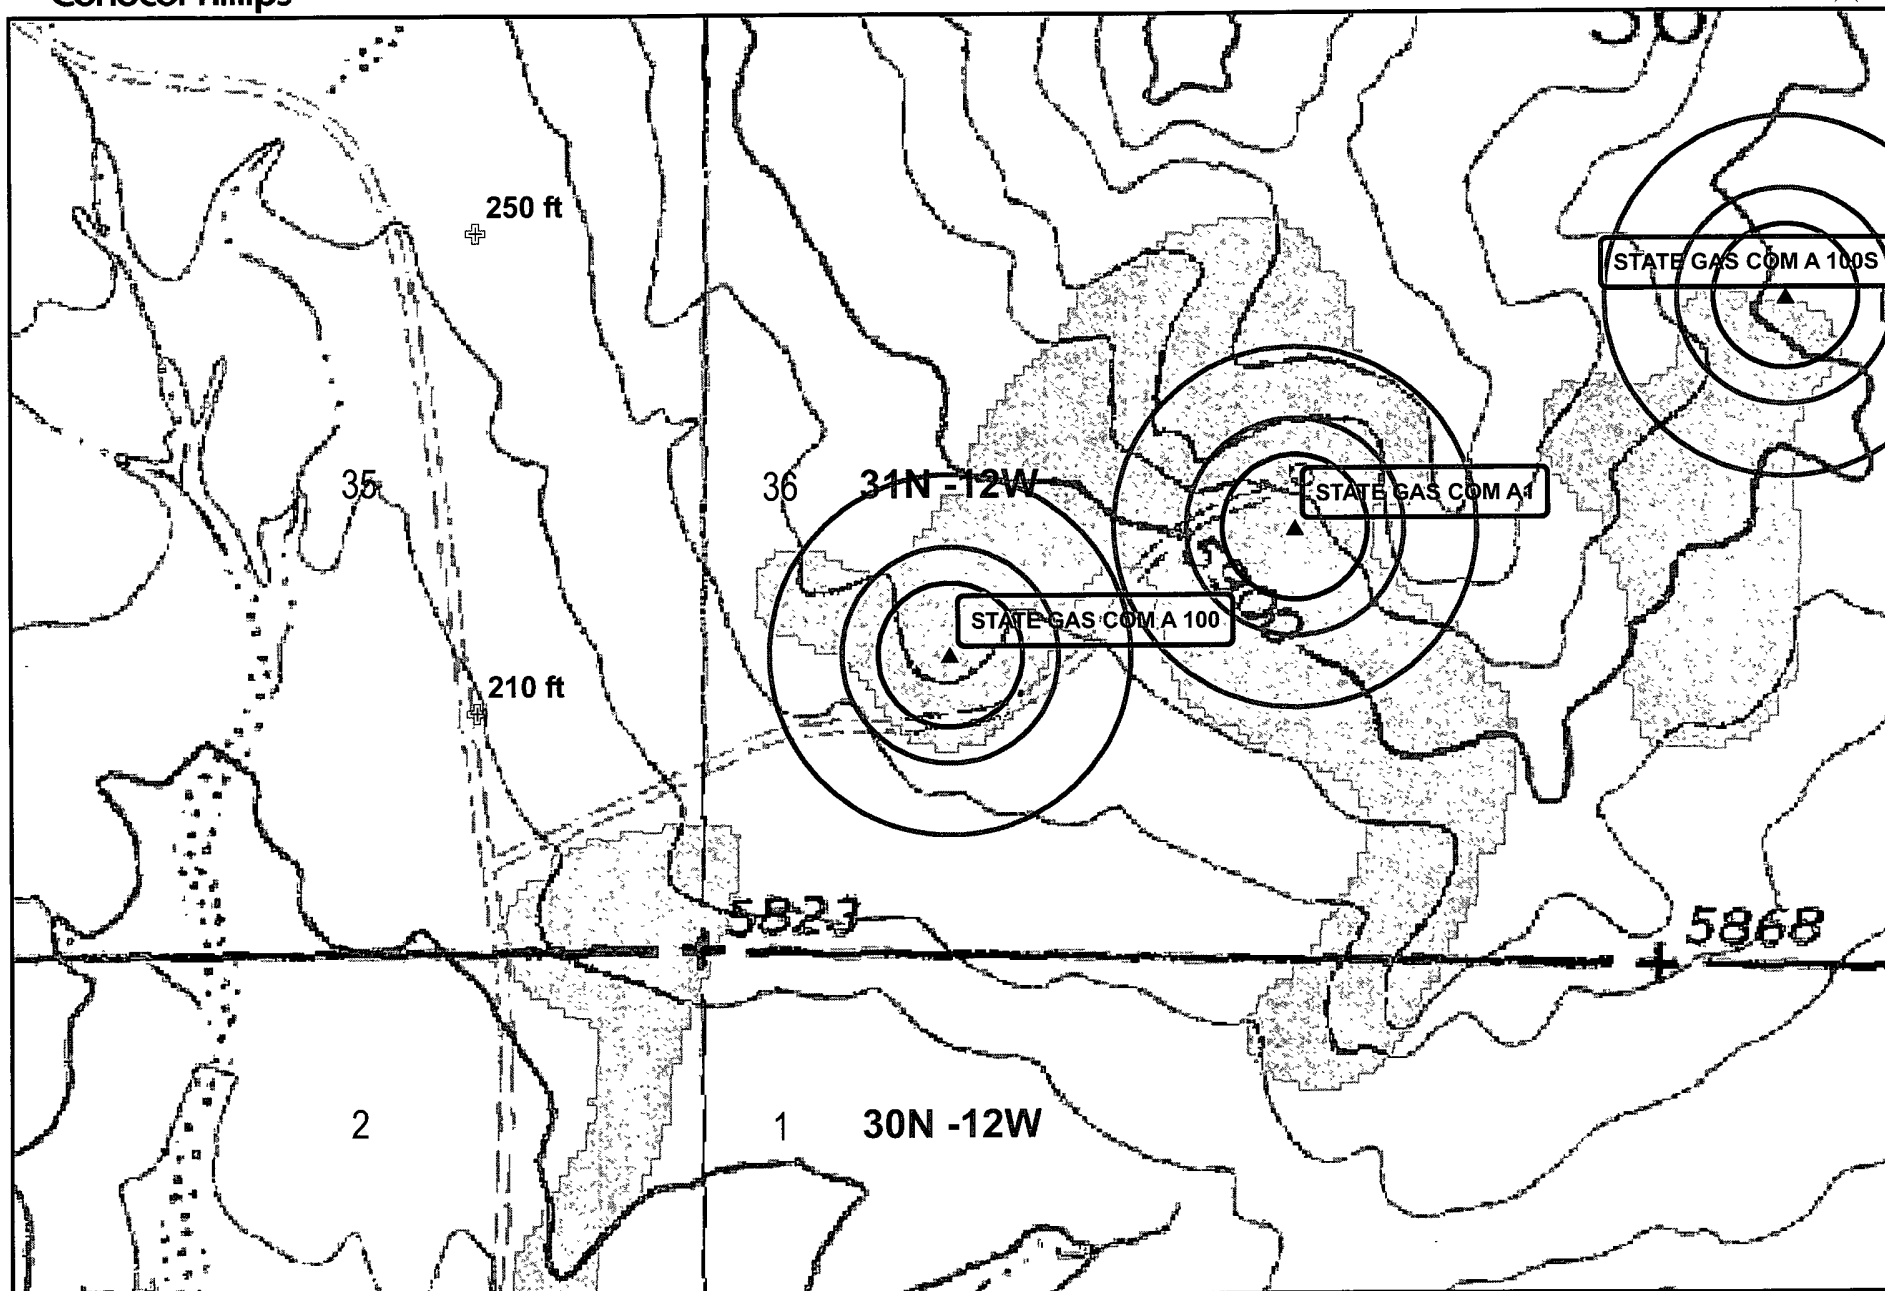 ConocoPhillips
250 ft
STATE GAS COM A 100S
35
36
31N -12W
STATE GAS COM A 1
STATE GAS COM A 100
210 ft
5823
5868
2
1
30N -12W